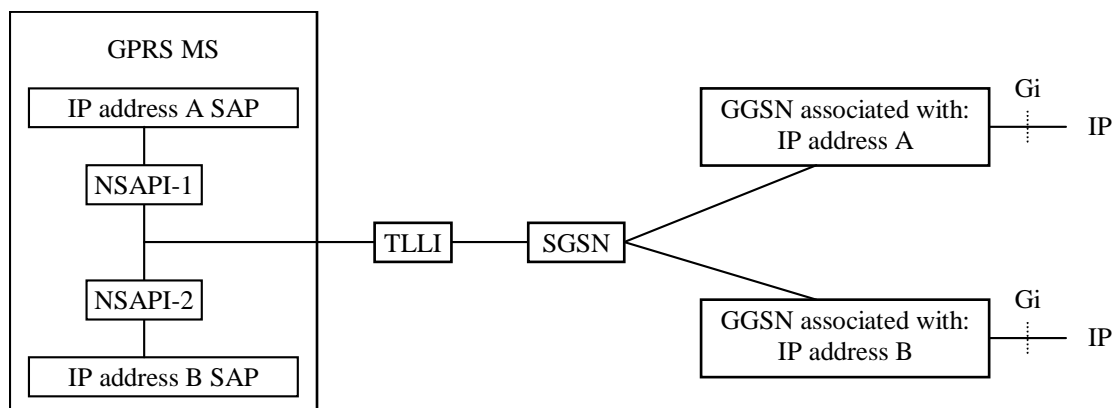 GPRS MS
IP address A SAP
NSAPI-1
NSAPI-2
IP address B SAP
TLLI
SGSN
GGSN associated with:
IP address A
Gi
IP
GGSN associated with:
IP address B
Gi
IP